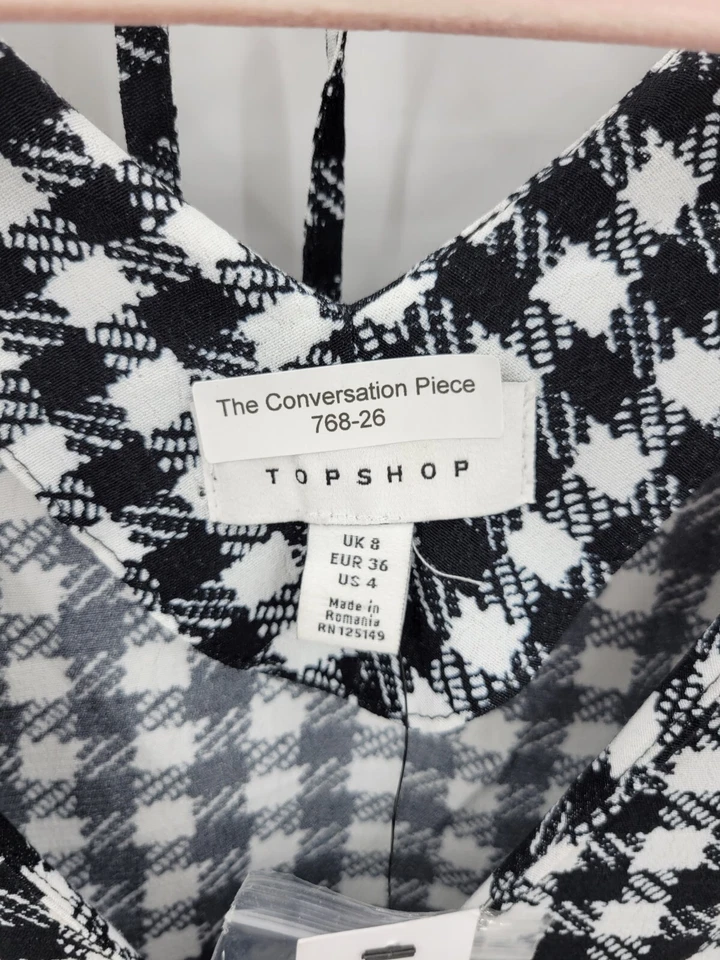 The Conversation Piece
768-26
TOPSHOP
UK 8
EUR 36
US 4
Made in
Romania
RN125149